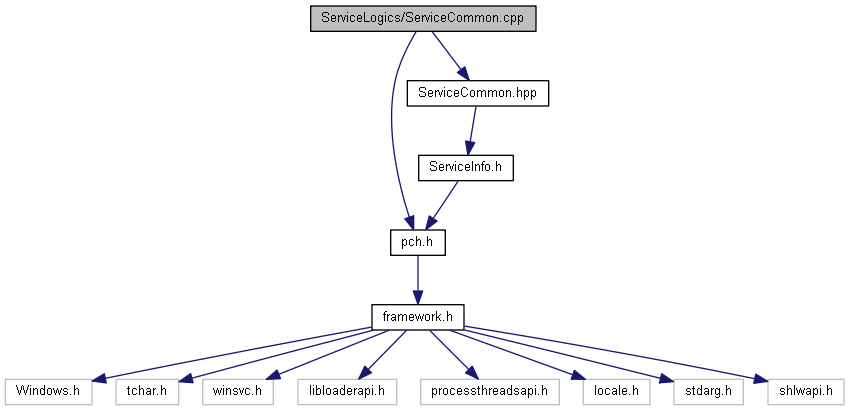 ServiceLogics/ServiceCommon.cpp
ServiceCommon.hpp
ServiceInfo.h
pch.h
framework.h
Windows.h
tchar.h
winsvc.h
libloaderapi.h
processthreadsapi.h
locale.h
stdarg.h
shlwapi.h